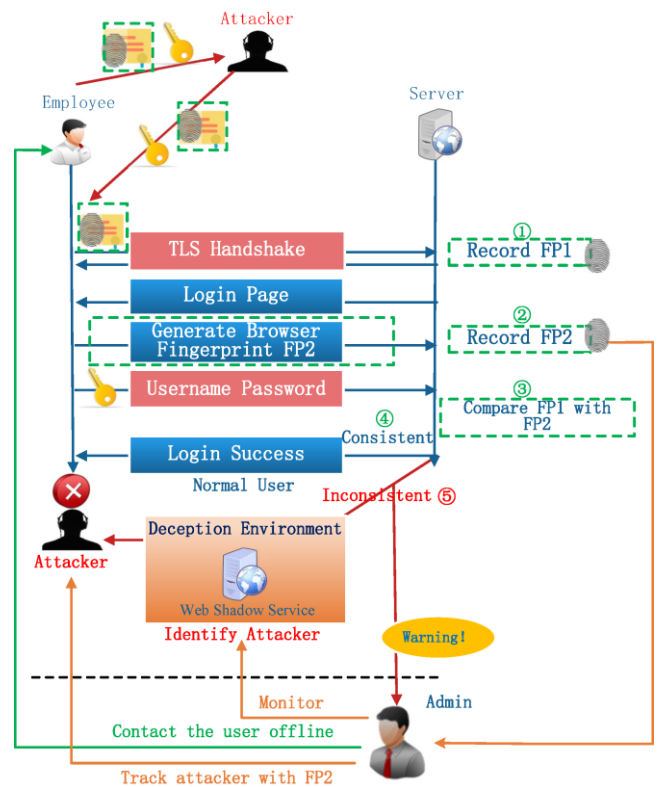 Attacker
Employee
Server
TLS Handshake
①
Record FP1
Login Page
Generate Browser
Fingerprint FP2
②
Record FP2
Username Password
③
Compare FP1 with
FP2
④
Consistent
Login Success
Normal User
Inconsistent ⑤
Deception Environment
Attacker
Web Shadow Service
Identify Attacker
Warning!
Monitor
Admin
Contact the user offline
Track attacker with FP2